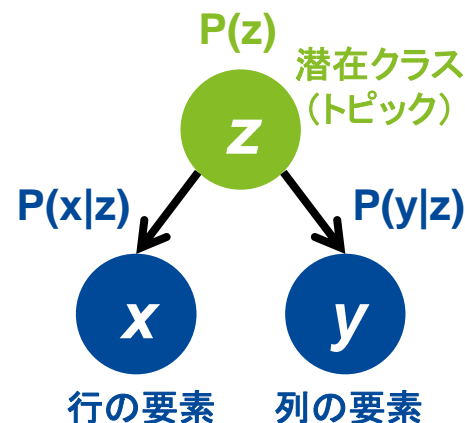 P(z)
潜在クラス
（トピック）
z
P(x|z)
P(y|z)
x
y
行の要素
列の要素